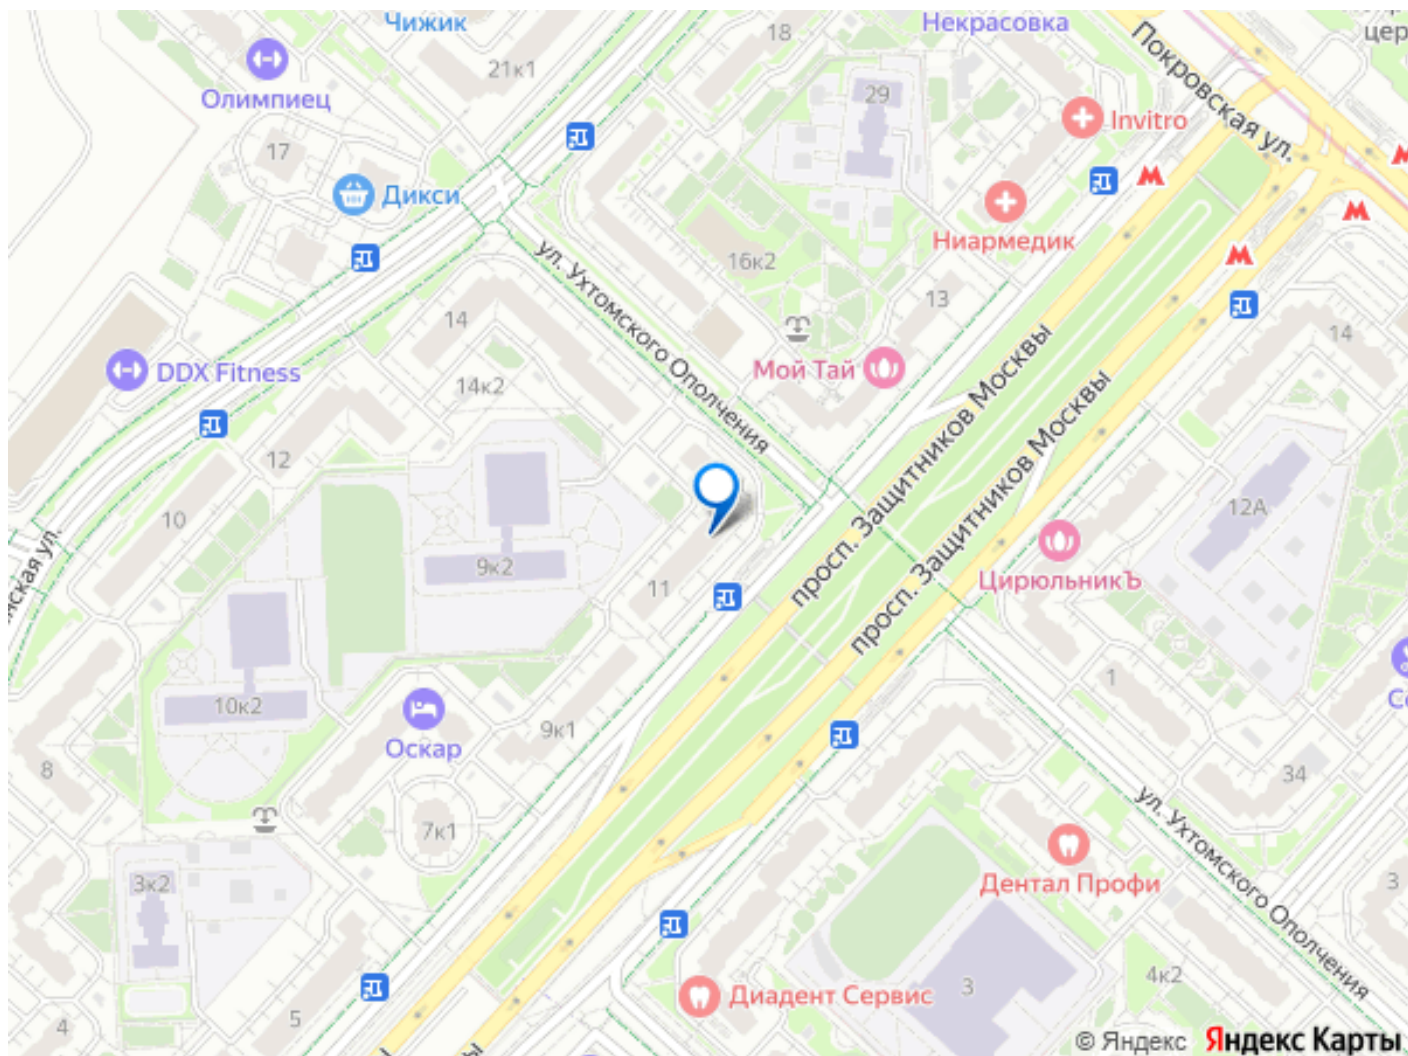 Чижик
Некрасовка
18
21к1
Покровская ул.
цер
Олимпиец
29
Invitro
17
Дикси
Ниармедик
16к2
ул. Ухтомского Ополчения
13
14
14
DDX Fitness
14к2
Мой Тай
просп. Защитников Москвы
просп. Защитников Москвы
12
10
12А
9к2
11
ЦирюльникЪ
нская ул.
10к2
1
Оскар
9к1
8
34
7к1
ул. Ухтомского Ополчения
3к2
Дентал Профи
3
Диадент Сервис
3
4к2
5
4
© Яндекс Яндекс Карты